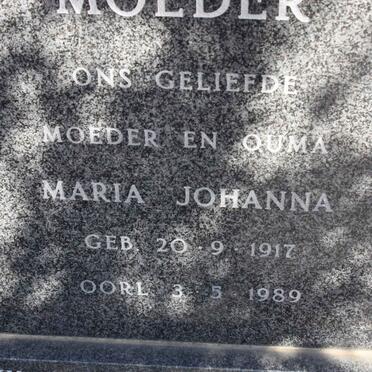 MOEDER
ONS GELIEFDE
MOEDER EN OUMA
MARIA JOHANNA
GEB. 20 · 9 · 1917
OORL. 3 · 5 · 1989